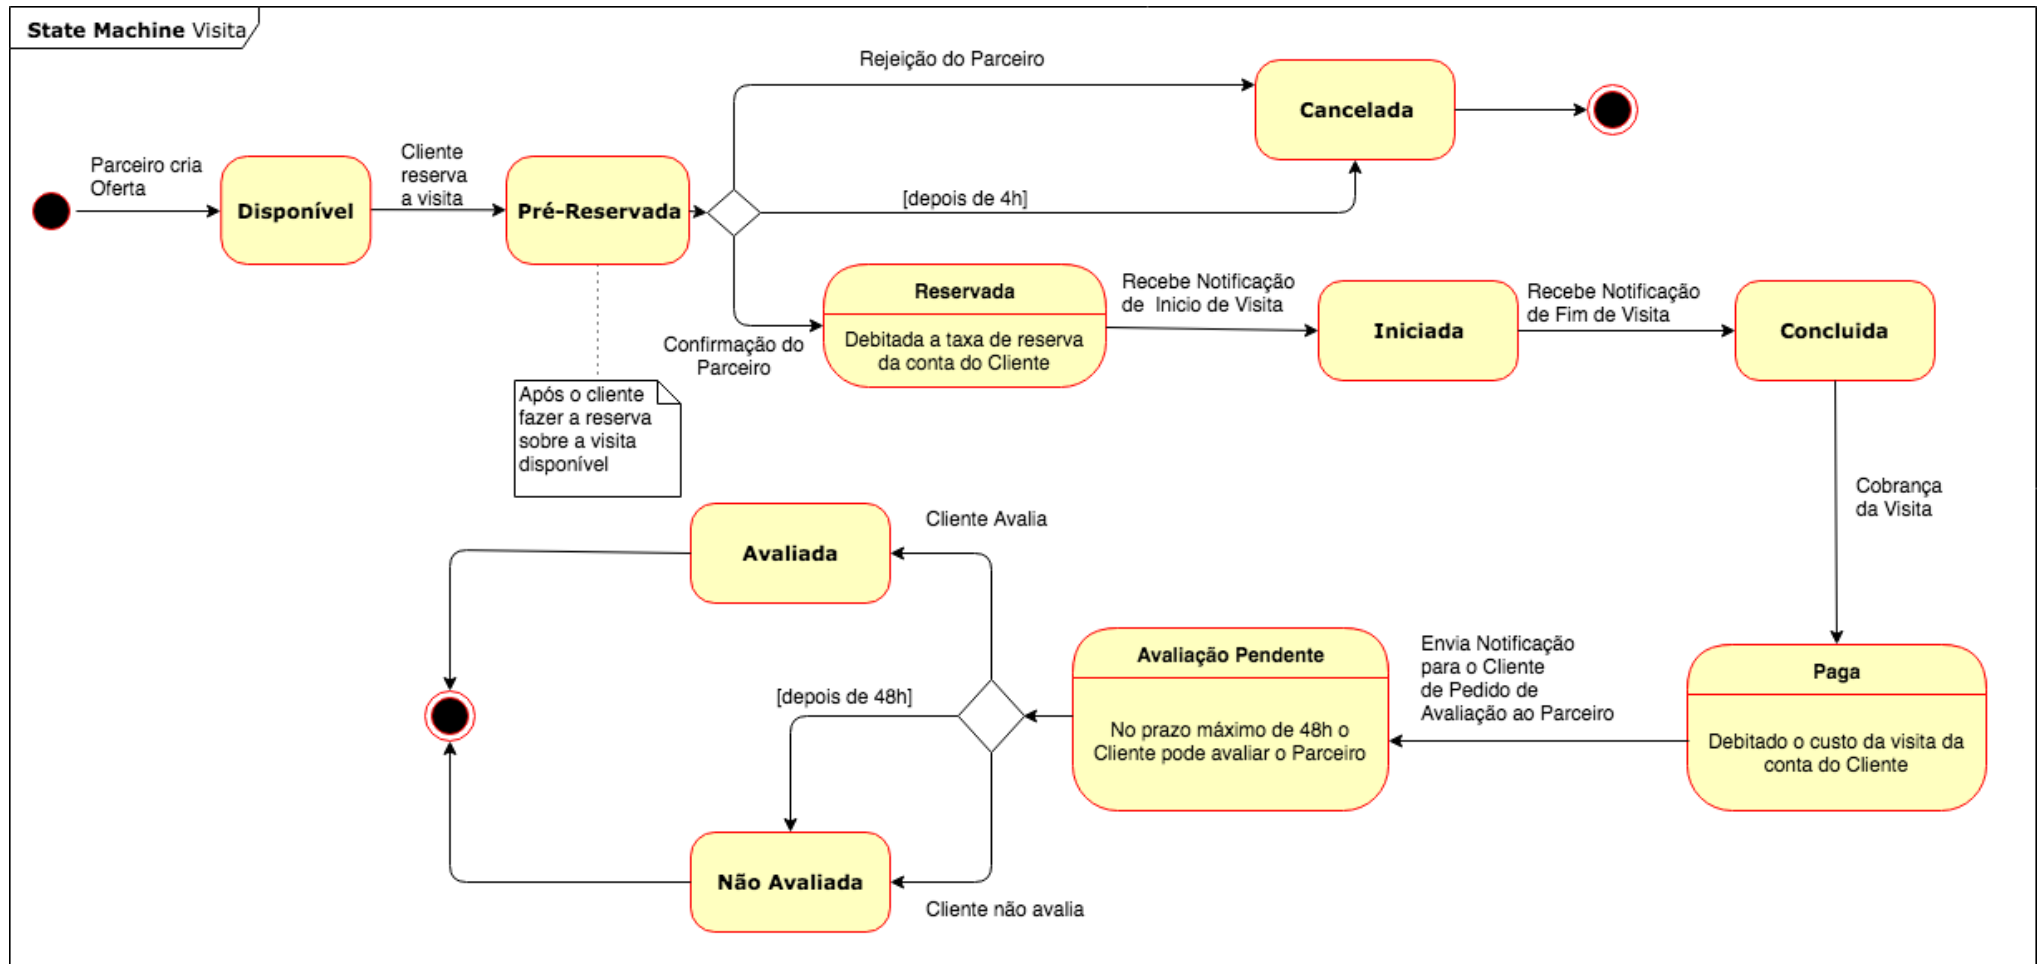 State Machine Visita
Rejeição do Parceiro
Cancelada
Parceiro cria
Oferta
Disponível
Cliente
reserva
a visita
Pré-Reservada
[depois de 4h]
Reservada
Debitada a taxa de reserva
da conta do Cliente
Confirmação do
Parceiro
Recebe Notificação
de Inicio de Visita
Iniciada
Recebe Notificação
de Fim de Visita
Concluida
Após o cliente
fazer a reserva
sobre a visita
disponível
Cobrança
da Visita
Paga
Debitado o custo da visita da
conta do Cliente
Envia Notificação
para o Cliente
de Pedido de
Avaliação ao Parceiro
Avaliação Pendente
No prazo máximo de 48h o
Cliente pode avaliar o Parceiro
Cliente Avalia
Avaliada
[depois de 48h]
Não Avaliada
Cliente não avalia